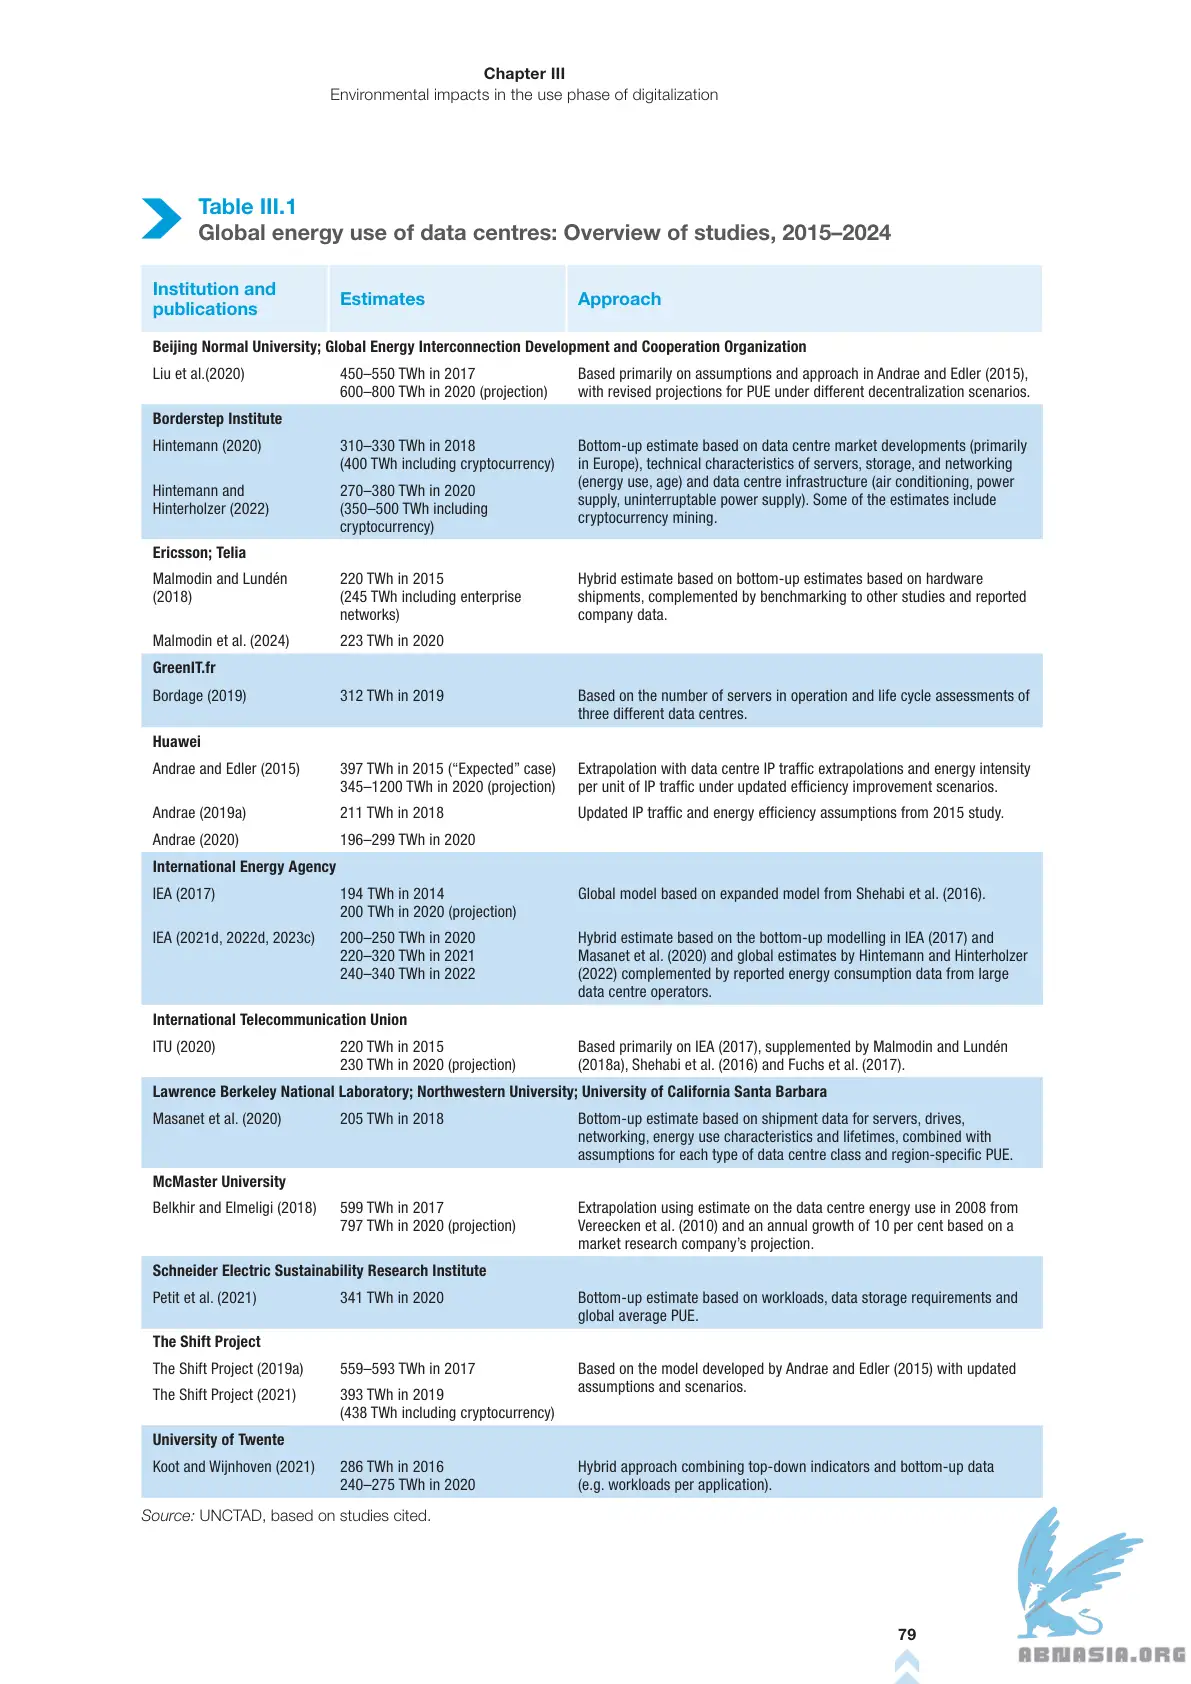 Chapter III
Environmental impacts in the use phase of digitalization
Table III.1
Global energy use of data centres: Overview of studies, 2015–2024
Institution and
publications
Estimates
Approach
Beijing Normal University; Global Energy Interconnection Development and Cooperation Organization
Liu et al.(2020)
450–550 TWh in 2017
600–800 TWh in 2020 (projection)
Based primarily on assumptions and approach in Andrae and Edler (2015),
with revised projections for PUE under different decentralization scenarios.
Borderstep Institute
Hintemann (2020)
310–330 TWh in 2018
(400 TWh including cryptocurrency)
Hintemann and
Hinterholzer (2022)
270–380 TWh in 2020
(350–500 TWh including
cryptocurrency)
Bottom-up estimate based on data centre market developments (primarily
in Europe), technical characteristics of servers, storage, and networking
(energy use, age) and data centre infrastructure (air conditioning, power
supply, uninterruptable power supply). Some of the estimates include
cryptocurrency mining.
Ericsson; Telia
Malmodin and Lundén
(2018)
220 TWh in 2015
(245 TWh including enterprise
networks)
Hybrid estimate based on bottom-up estimates based on hardware
shipments, complemented by benchmarking to other studies and reported
company data.
Malmodin et al. (2024)
223 TWh in 2020
GreenIT.fr
Bordage (2019)
312 TWh in 2019
Based on the number of servers in operation and life cycle assessments of
three different data centres.
Huawei
Andrae and Edler (2015)
397 TWh in 2015 (“Expected” case)
345–1200 TWh in 2020 (projection)
Extrapolation with data centre IP traffic extrapolations and energy intensity
per unit of IP traffic under updated efficiency improvement scenarios.
Andrae (2019a)
211 TWh in 2018
Updated IP traffic and energy efficiency assumptions from 2015 study.
Andrae (2020)
196–299 TWh in 2020
International Energy Agency
IEA (2017)
194 TWh in 2014
200 TWh in 2020 (projection)
Global model based on expanded model from Shehabi et al. (2016).
IEA (2021d, 2022d, 2023c)
200–250 TWh in 2020
220–320 TWh in 2021
240–340 TWh in 2022
Hybrid estimate based on the bottom-up modelling in IEA (2017) and
Masanet et al. (2020) and global estimates by Hintemann and Hinterholzer
(2022) complemented by reported energy consumption data from large
data centre operators.
International Telecommunication Union
ITU (2020)
220 TWh in 2015
230 TWh in 2020 (projection)
Based primarily on IEA (2017), supplemented by Malmodin and Lundén
(2018a), Shehabi et al. (2016) and Fuchs et al. (2017).
Lawrence Berkeley National Laboratory; Northwestern University; University of California Santa Barbara
Masanet et al. (2020)
205 TWh in 2018
Bottom-up estimate based on shipment data for servers, drives,
networking, energy use characteristics and lifetimes, combined with
assumptions for each type of data centre class and region-specific PUE.
McMaster University
Belkhir and Elmeligi (2018)
599 TWh in 2017
797 TWh in 2020 (projection)
Extrapolation using estimate on the data centre energy use in 2008 from
Vereecken et al. (2010) and an annual growth of 10 per cent based on a
market research company’s projection.
Schneider Electric Sustainability Research Institute
Petit et al. (2021)
341 TWh in 2020
Bottom-up estimate based on workloads, data storage requirements and
global average PUE.
The Shift Project
The Shift Project (2019a)
559–593 TWh in 2017
Based on the model developed by Andrae and Edler (2015) with updated
assumptions and scenarios.
The Shift Project (2021)
393 TWh in 2019
(438 TWh including cryptocurrency)
University of Twente
Koot and Wijnhoven (2021)
286 TWh in 2016
240–275 TWh in 2020
Hybrid approach combining top-down indicators and bottom-up data
(e.g. workloads per application).
Source: UNCTAD, based on studies cited.
79
ABNASIA.ORG